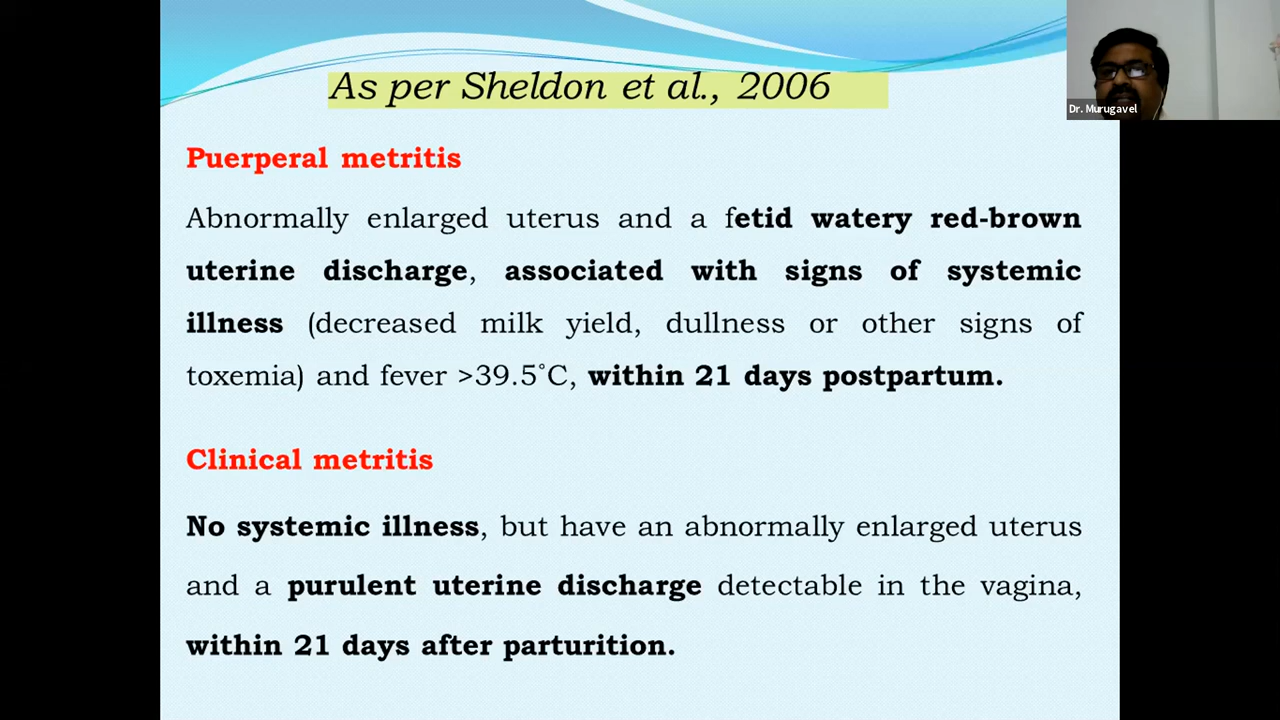 As per Sheldon et al., 2006
Dr. Murugavel
Puerperal metritis
Abnormally enlarged uterus and a fetid watery red-brown
uterine discharge, associated with signs of systemic
illness (decreased milk yield, dullness or other signs of
toxemia) and fever >39.5˚C, within 21 days postpartum.
Clinical metritis
No systemic illness, but have an abnormally enlarged uterus
and a purulent uterine discharge detectable in the vagina,
within 21 days after parturition.